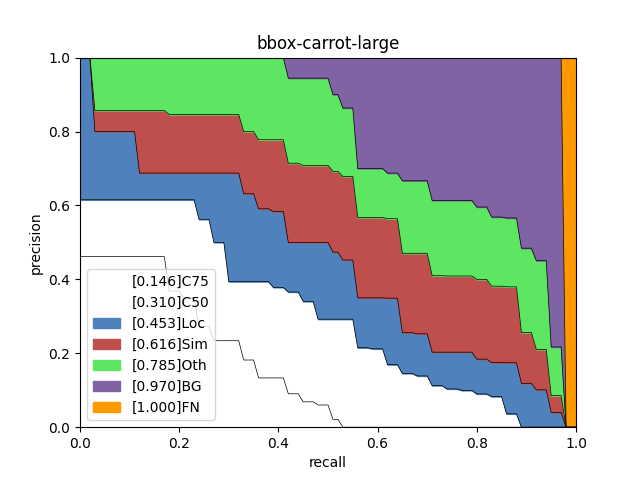 bbox-carrot-large
1.0
0.8
0.6
0.4
0.2
0.0
precision
[0.146]C75
[0.310]C50
[0.453]Loc
[0.616]Sim
[0.785]Oth
[0.970]BG
[1.000]FN
0.0 0.2 0.4 0.6 0.8 1.0
recall